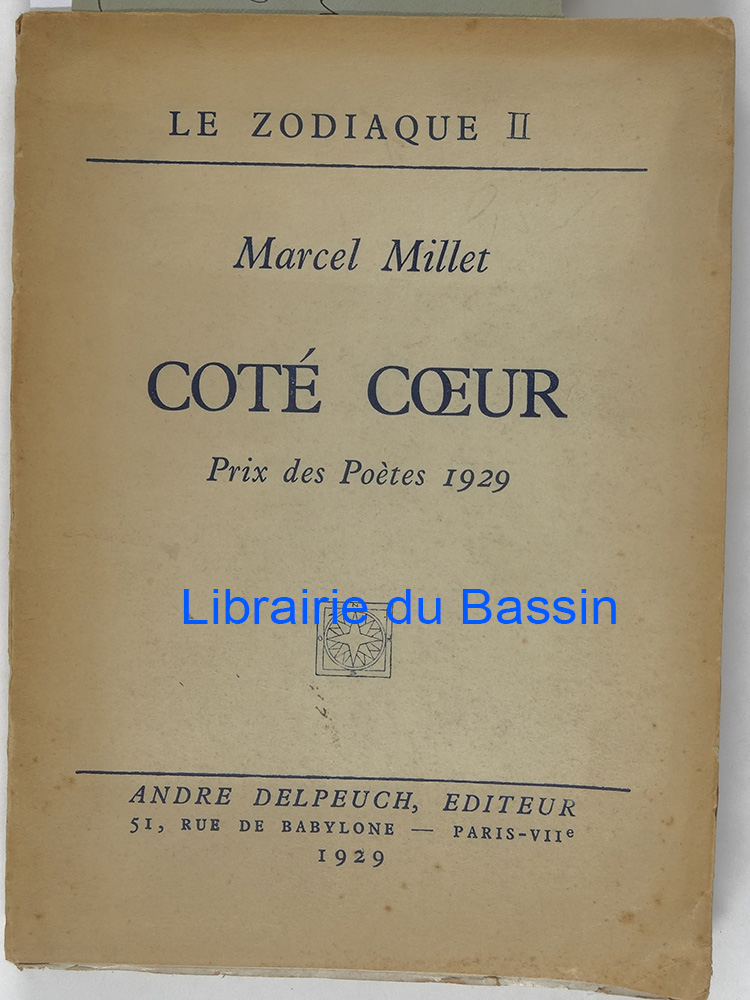 LE ZODIAQUE II
Marcel Millet
COTÉ CŒUR
Prix des Poètes 1929
Librairie du Bassin
ANDRE DELPEUCH, EDITEUR
51, RUE DE BABYLONE — PARIS-VIIe
1929